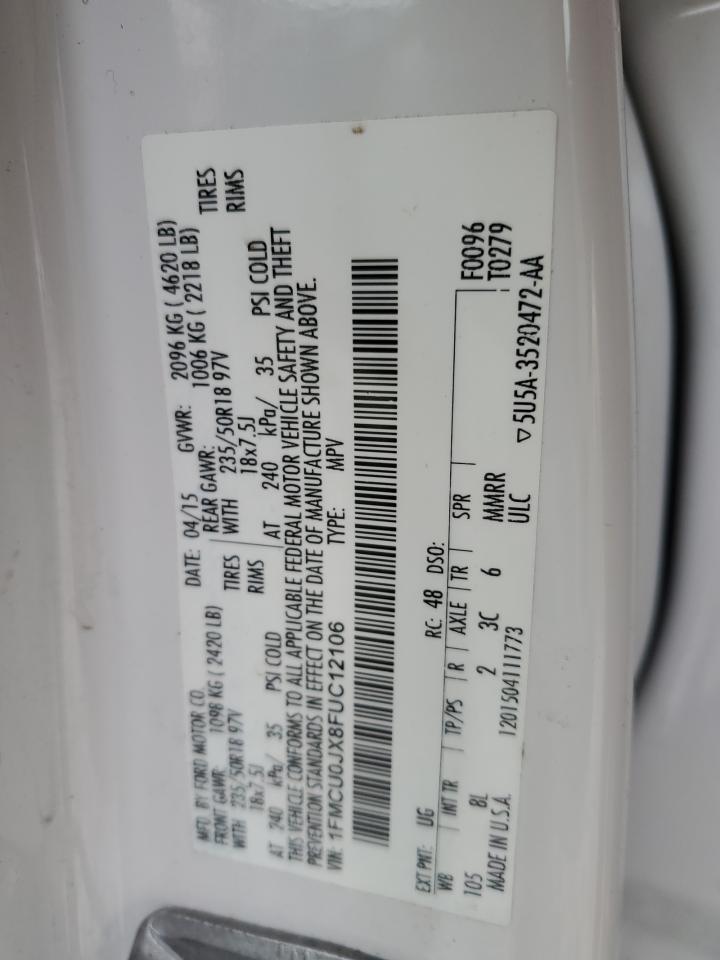 MFD. BY FORD MOTOR CO.
DATE: 04/15 GVWR: 2096 KG ( 4620 LB)
FRONT GAWR: 1098 KG ( 2420 LB) REAR GAWR: 1006 KG ( 2218 LB)
WITH 235/50R18 97V TIRES WITH 235/50R18 97V TIRES
18x7.5J RIMS 18x7.5J RIMS
AT 240 kPa/ 35 PSI COLD AT 240 kPa/ 35 PSI COLD
THIS VEHICLE CONFORMS TO ALL APPLICABLE FEDERAL MOTOR VEHICLE SAFETY AND THEFT
PREVENTION STANDARDS IN EFFECT ON THE DATE OF MANUFACTURE SHOWN ABOVE.
VIN: 1FMCU0JX8FUC12106 TYPE: MPV
EXT PNT: UG RC: 48 DSO:
WB INT TR TP/PS R AXLE TR SPR F0096
105 BL 2 3C 6 MMRR T0279
MADE IN U.S.A. 1201504111773 ULC ▽5U5A-3520472-AA